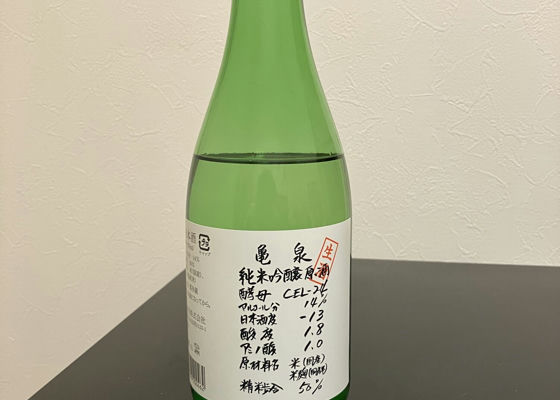 亀泉
生酒
純米吟醸原酒
酵母 CEL-24
アルコール分 14%
日本酒度 -13
酸度 1.8
アミノ酸 1.0
原材料名 米(国産)
米麹(国産)
精米歩合 50%